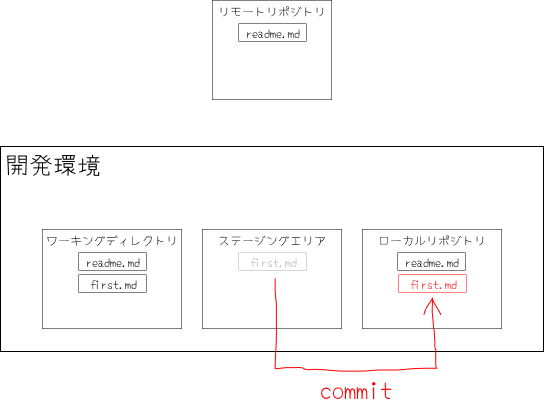 リモートリポジトリ
readme.md
開発環境
ワーキングディレクトリ
readme.md
first.md
ステージングエリア
first.md
ローカルリポジトリ
readme.md
first.md
commit